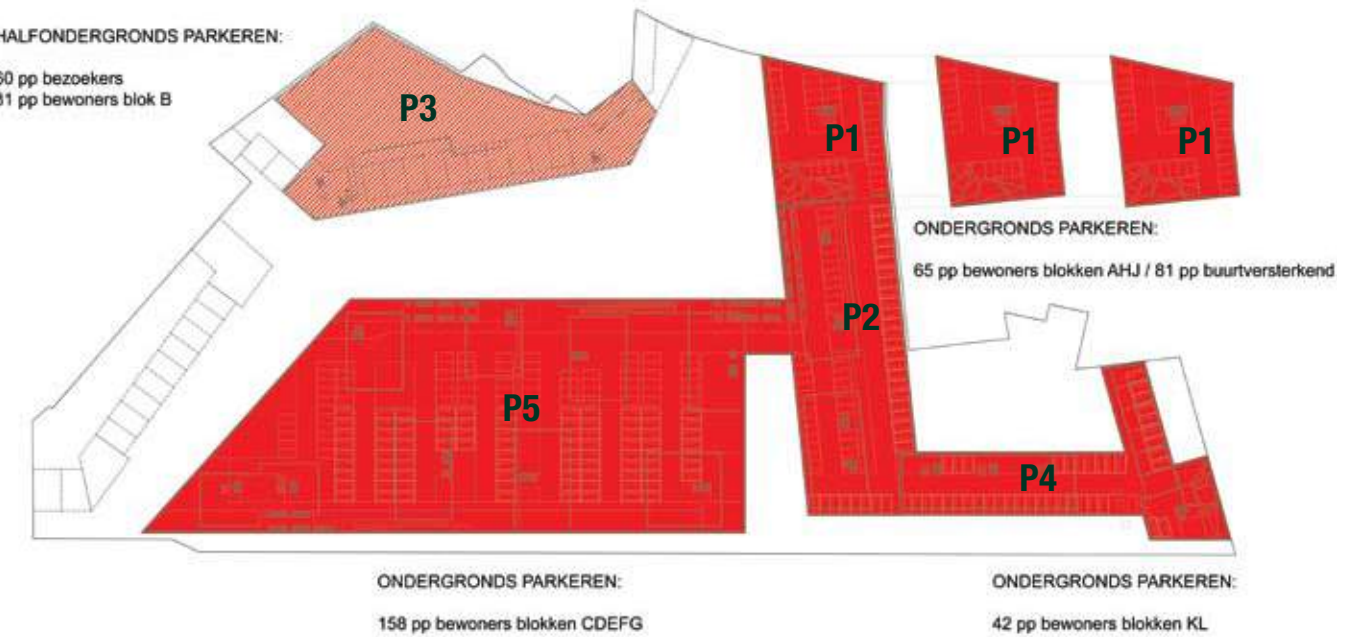 HALFONDERGRONDS PARKEREN:
pp bezoekers
pp bewoners blok B
P3
P1
P1
P1
ONDERGRONDS PARKEREN:
65 pp bewoners blokken AHJ / 81 pp buurtversterkend
P2
P5
P4
ONDERGRONDS PARKEREN:
158 pp bewoners blokken CDEFG
ONDERGRONDS PARKEREN:
42 pp bewoners blokken KL